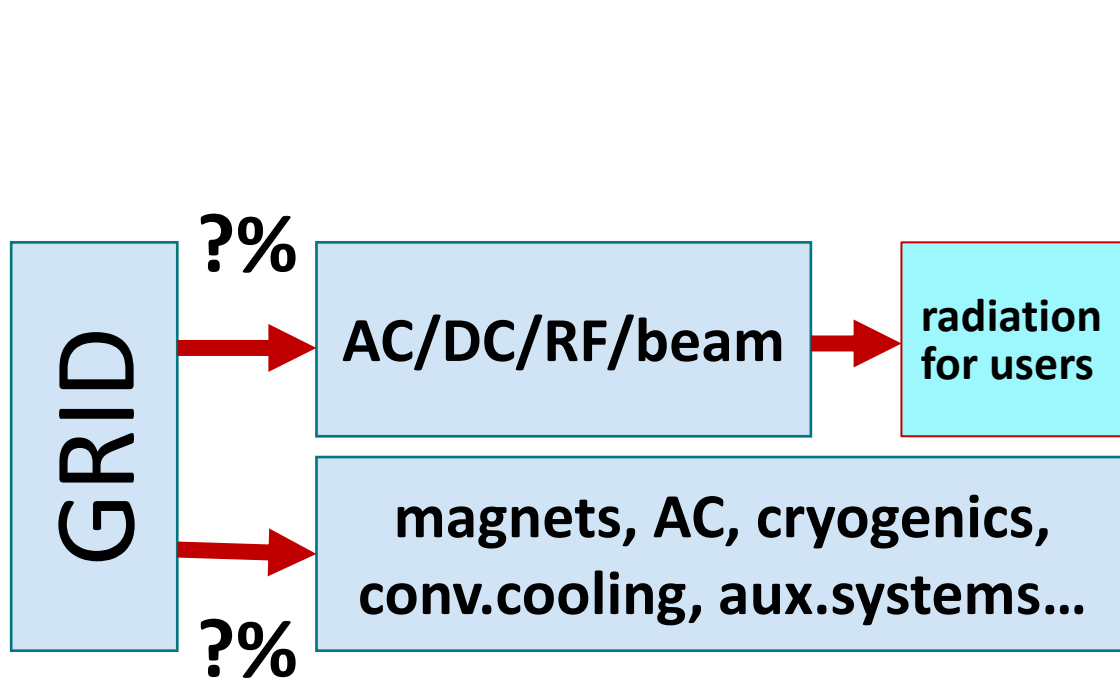 GRID
?%
AC/DC/RF/beam
radiation
for users
?%
magnets, AC, cryogenics,
conv.cooling, aux.systems…